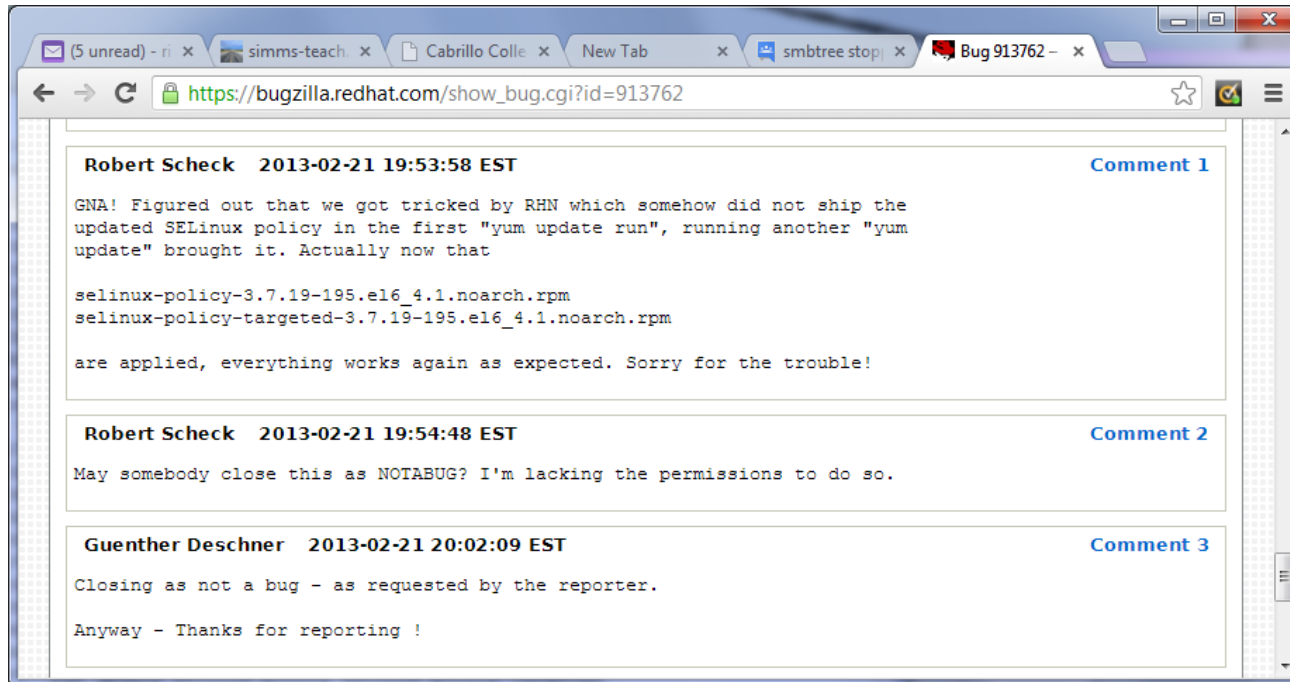 (5 unread) - ri
simms-teach.
Cabrillo Colle
New Tab
smbtree stop
Bug 913762 –
https://bugzilla.redhat.com/show_bug.cgi?id=913762
Robert Scheck 2013-02-21 19:53:58 EST Comment 1
GNA! Figured out that we got tricked by RHN which somehow did not ship the
updated SELinux policy in the first "yum update run", running another "yum
update" brought it. Actually now that
selinux-policy-3.7.19-195.el6_4.1.noarch.rpm
selinux-policy-targeted-3.7.19-195.el6_4.1.noarch.rpm
are applied, everything works again as expected. Sorry for the trouble!
Robert Scheck 2013-02-21 19:54:48 EST Comment 2
May somebody close this as NOTABUG? I'm lacking the permissions to do so.
Guenther Deschner 2013-02-21 20:02:09 EST Comment 3
Closing as not a bug - as requested by the reporter.
Anyway - Thanks for reporting !